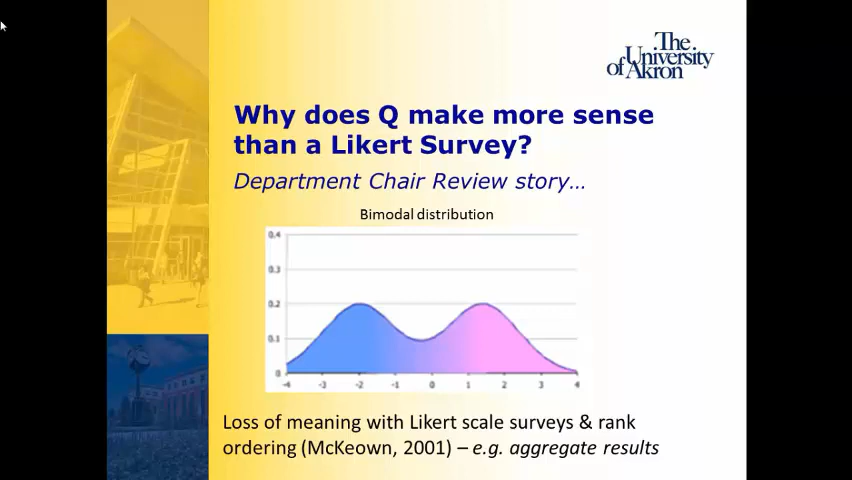 The
University
of Akron
Why does Q make more sense
than a Likert Survey?
Department Chair Review story...
Bimodal distribution
0.4
0.3
0.2
0.1
0
-4 -3 -2 -1 0 1 2 3 4
Loss of meaning with Likert scale surveys & rank
ordering (McKeown, 2001) – e.g. aggregate results